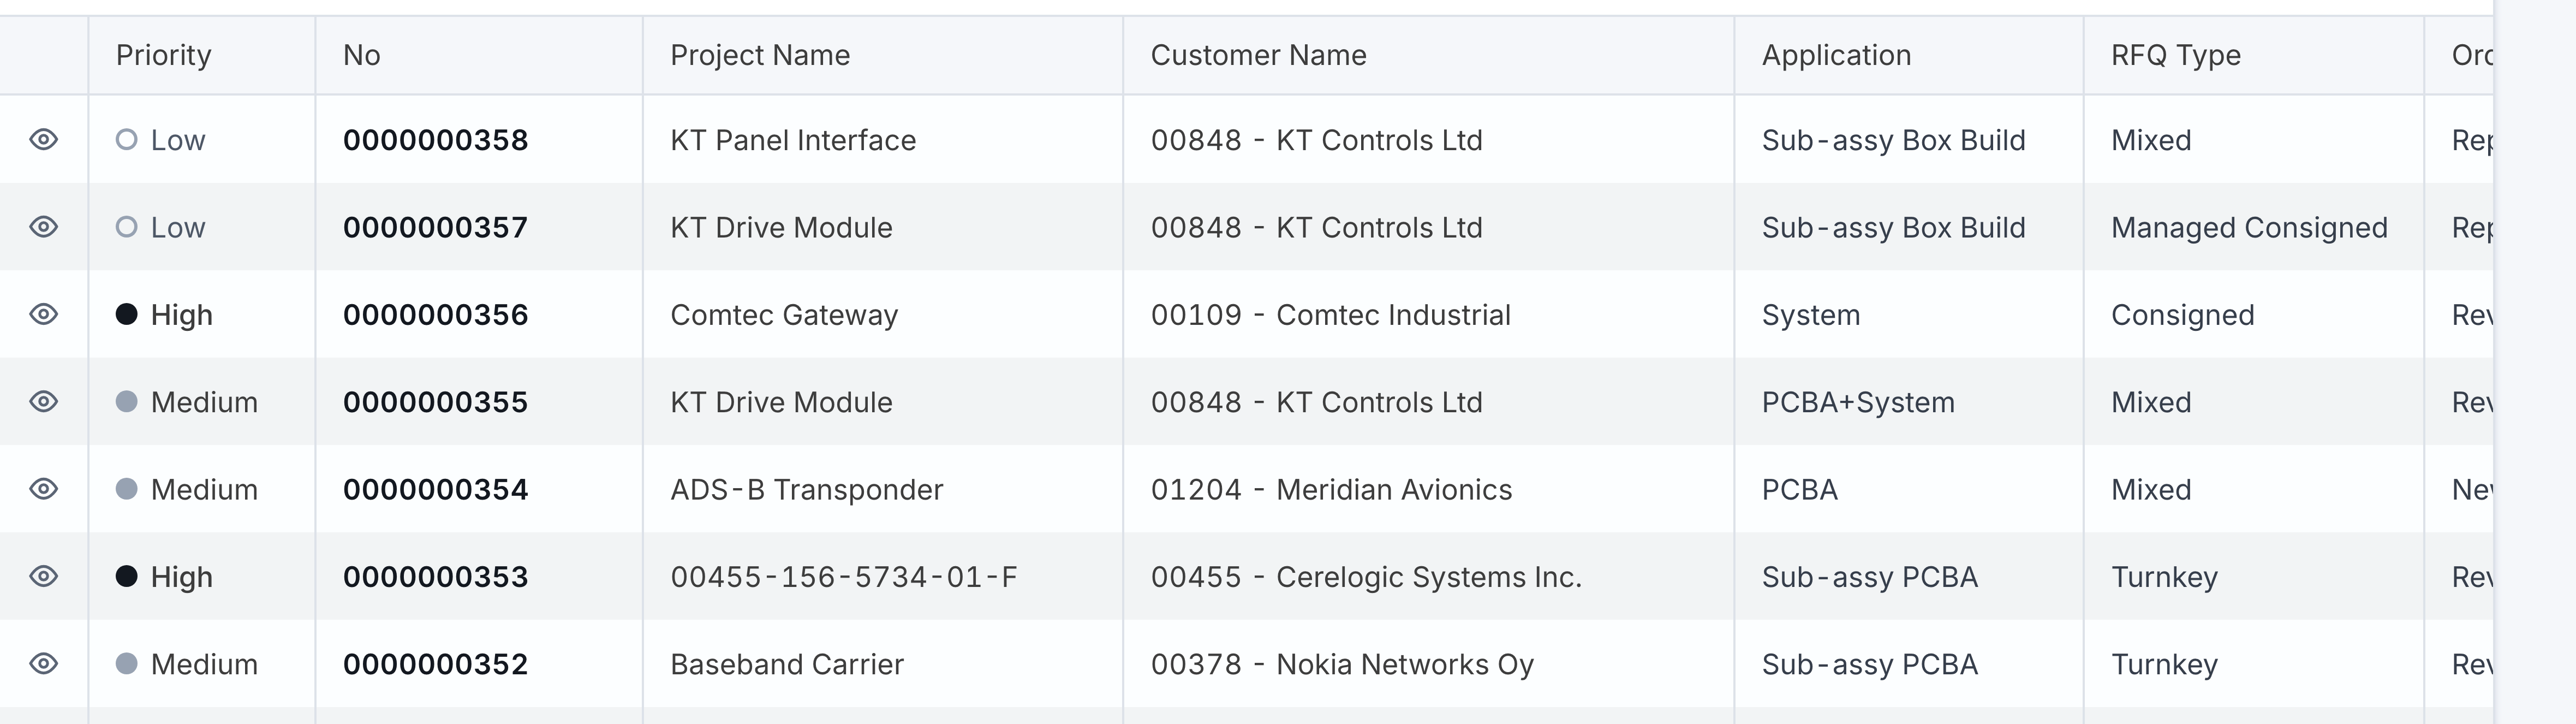 Priority No Project Name Customer Name Application RFQ Type
Low 0000000358 KT Panel Interface 00848 - KT Controls Ltd Sub-assy Box Build Mixed
Low 0000000357 KT Drive Module 00848 - KT Controls Ltd Sub-assy Box Build Managed Consigned
High 0000000356 Comtec Gateway 00109 - Comtec Industrial System Consigned
Medium 0000000355 KT Drive Module 00848 - KT Controls Ltd PCBA+System Mixed
Medium 0000000354 ADS-B Transponder 01204 - Meridian Avionics PCBA Mixed
High 0000000353 00455-156-5734-01-F 00455 - Cerelogic Systems Inc. Sub-assy PCBA Turnkey
Medium 0000000352 Baseband Carrier 00378 - Nokia Networks Oy Sub-assy PCBA Turnkey